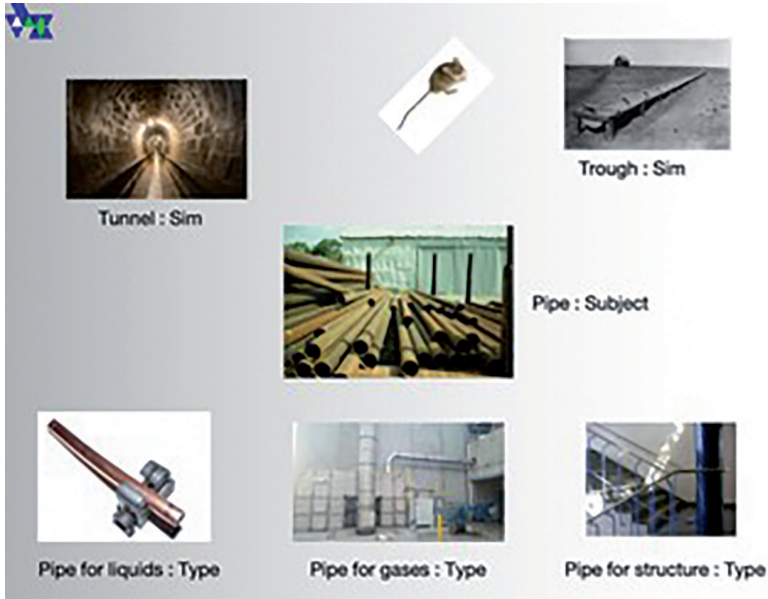 Trough : Sim
Tunnel : Sim
Pipe : Subject
Pipe for liquids : Type
Pipe for gases : Type
Pipe for structure : Type